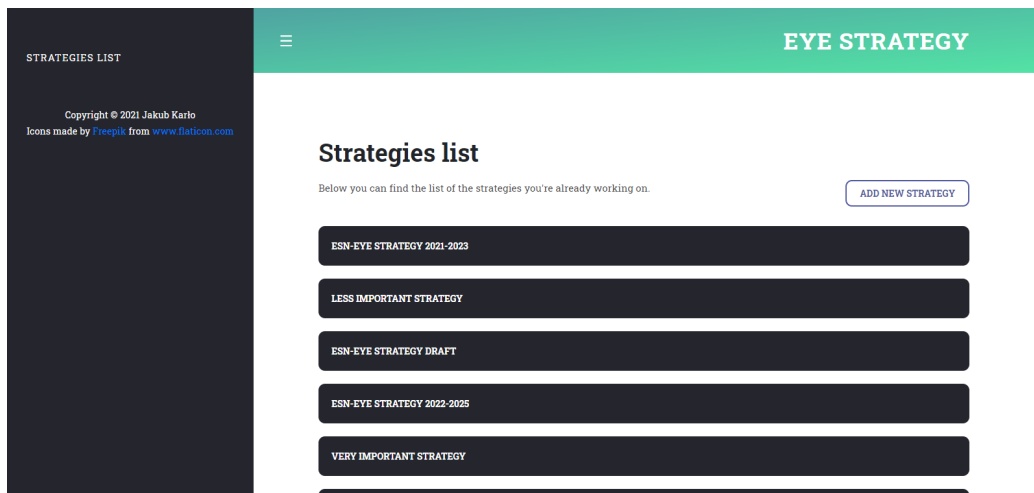 STRATEGIES LIST
Copyright © 2021 Jakub Karło
Icons made by Freepik from www.flaticon.com
EYE STRATEGY
Strategies list
Below you can find the list of the strategies you're already working on.
ADD NEW STRATEGY
ESN-EYE STRATEGY 2021-2023
LESS IMPORTANT STRATEGY
ESN-EYE STRATEGY DRAFT
ESN-EYE STRATEGY 2022-2025
VERY IMPORTANT STRATEGY